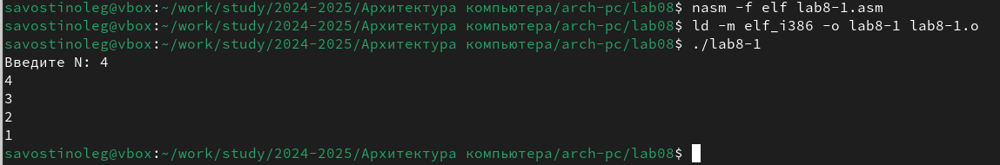 savostinoleg@vbox:~/work/study/2024-2025/Архитектура компьютера/arch-pc/lab08$ nasm -f elf lab8-1.asm
savostinoleg@vbox:~/work/study/2024-2025/Архитектура компьютера/arch-pc/lab08$ ld -m elf_i386 -o lab8-1 lab8-1.o
savostinoleg@vbox:~/work/study/2024-2025/Архитектура компьютера/arch-pc/lab08$ ./lab8-1
Введите N: 4
4
3
2
1
savostinoleg@vbox:~/work/study/2024-2025/Архитектура компьютера/arch-pc/lab08$